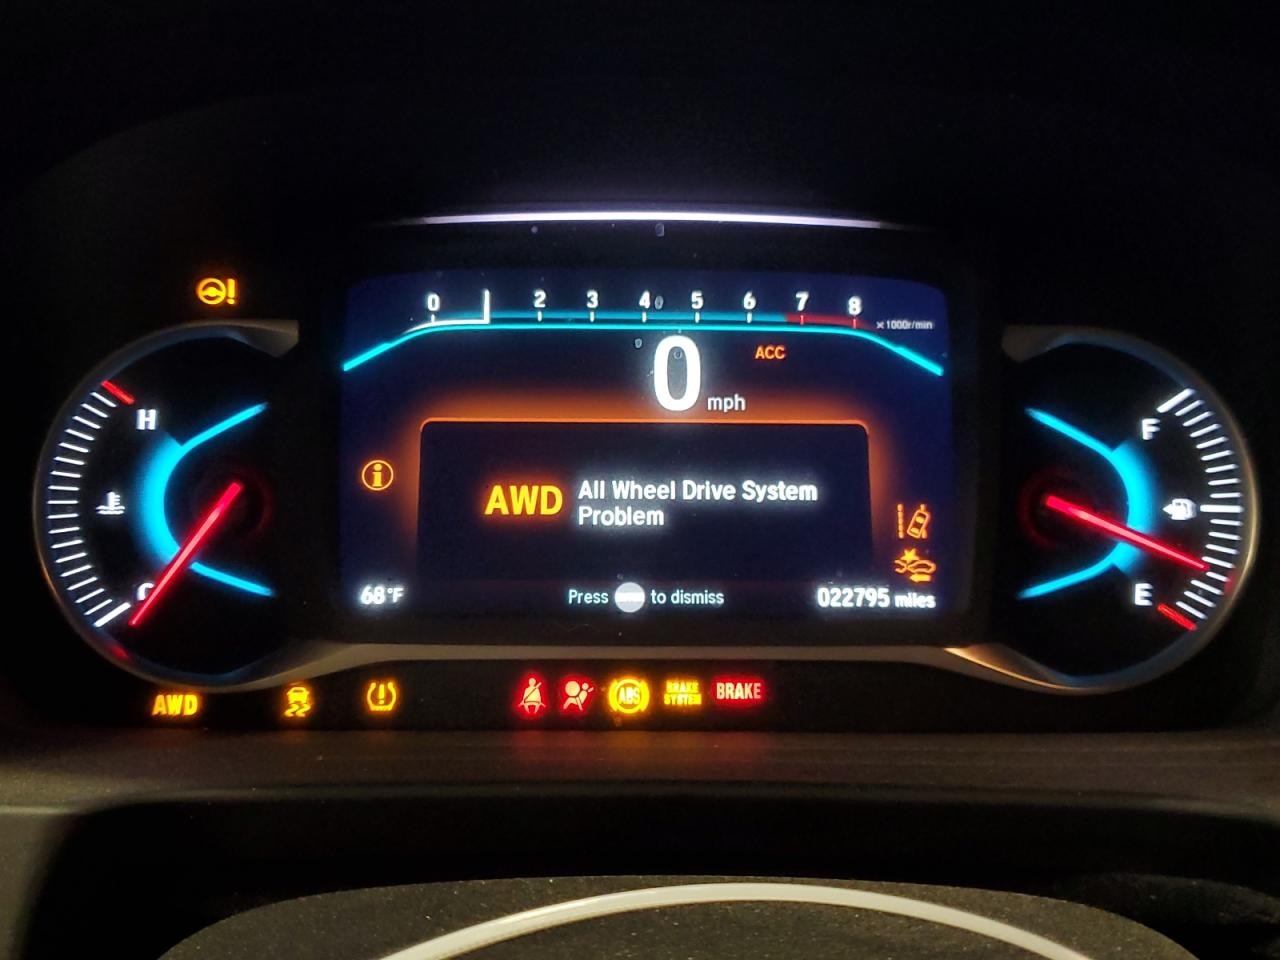 0 2 3 4 5 6 7 8
x1000r/min
0 mph
ACC
H
F
AWD
All Wheel Drive System
Problem
E
68°F
Press to dismiss
022795 miles
AWD
ABS
BRAKE
SYSTEM
BRAKE